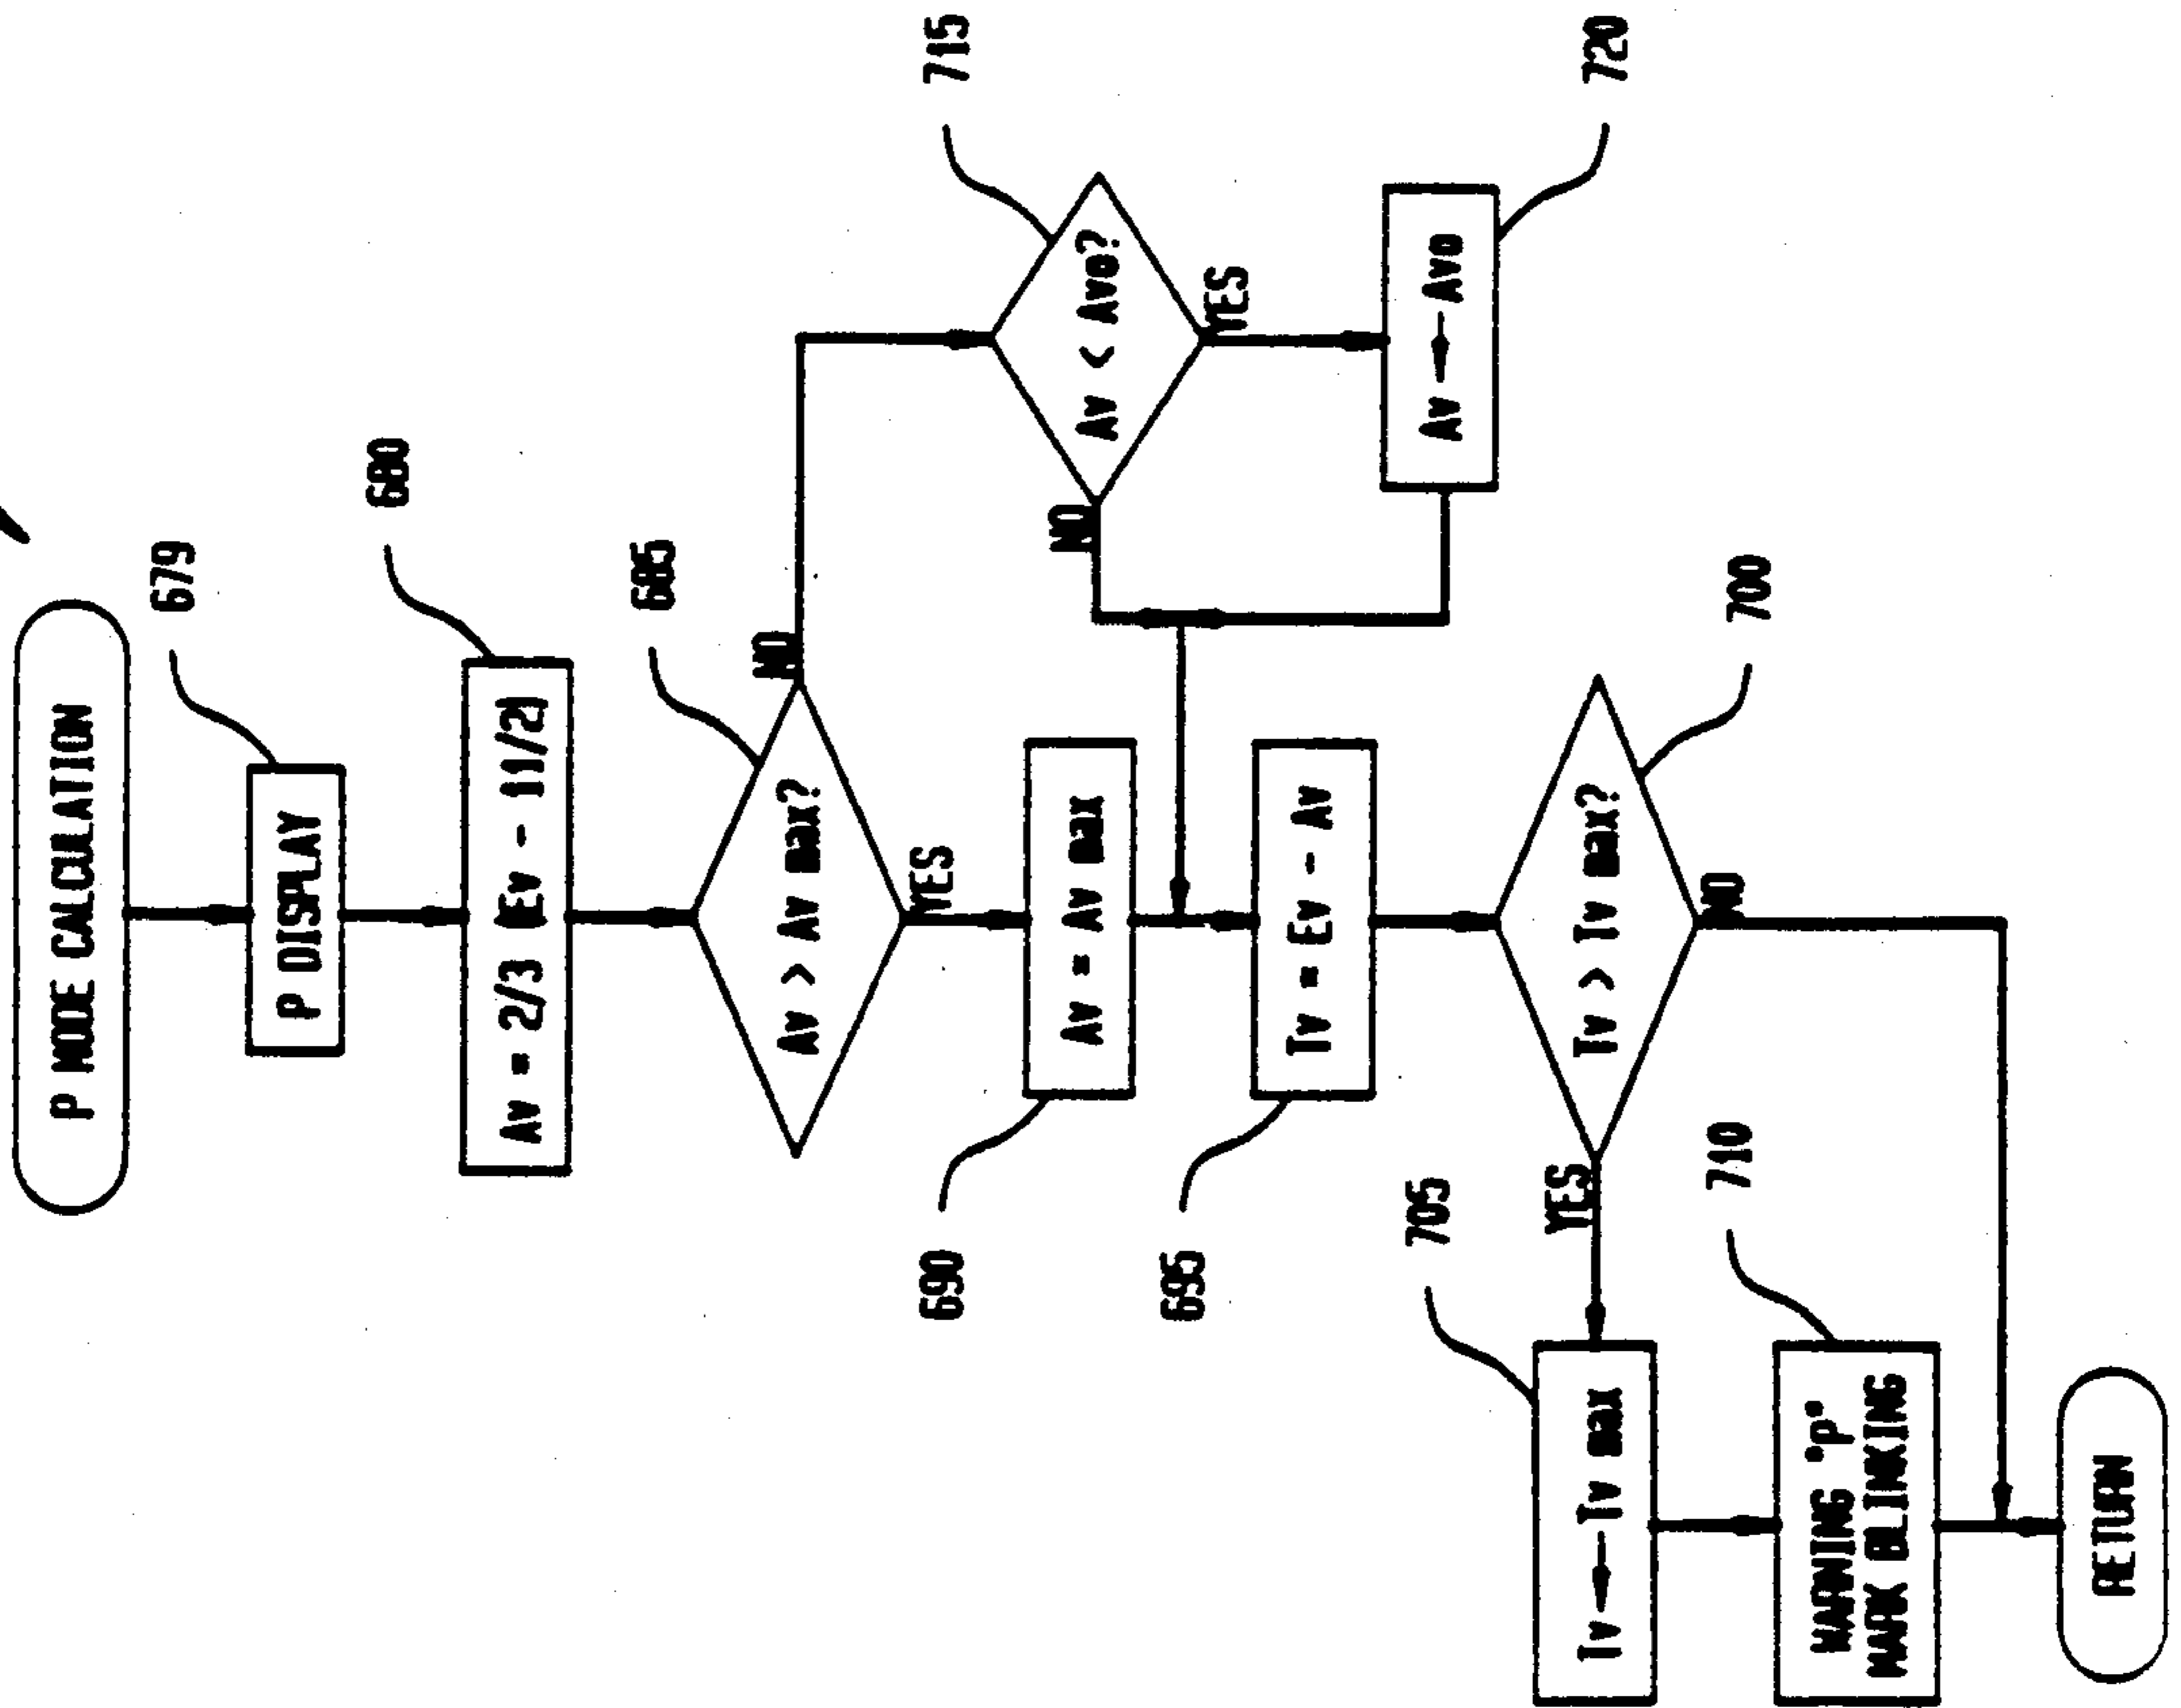 P MODE CALCULATION
679
P DISPLAY
680
Av = 2/3 (Ev - 11/2)
685
Av > Av max?
NO
YES
690
Av = Av max
715
Av < Avo?
NO
YES
720
Av ← Avo
695
Tv = Ev - Av
700
Tv > Tv max?
YES
NO
705
Tv ← Tv max
710
WARNING "P"
MARK BLINKING
RETURN